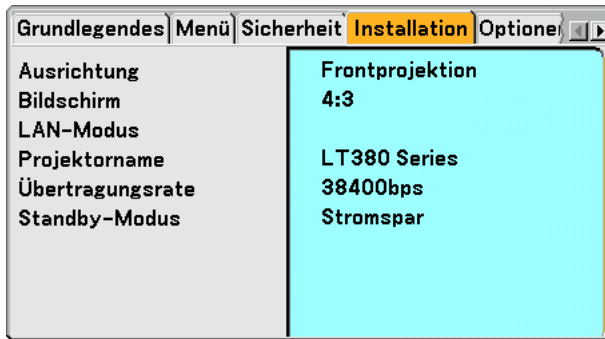 Grundlegendes Menü Sicherheit Installation
Ausrichtung Frontprojektion
Bildschirm 4:3
LAN-Modus
Projektorname LT380 Series
Übertragungsrate 38400bps
Standby-Modus Stromspar